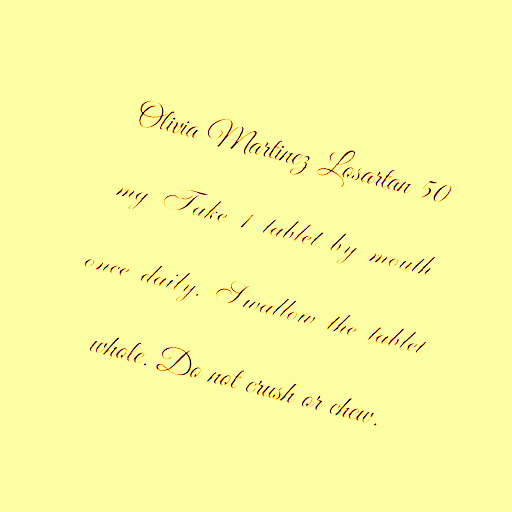 Olivia Martinez Losartan 50
mg Take 1 tablet by mouth
once daily. Swallow the tablet
whole. Do not crush or chew.